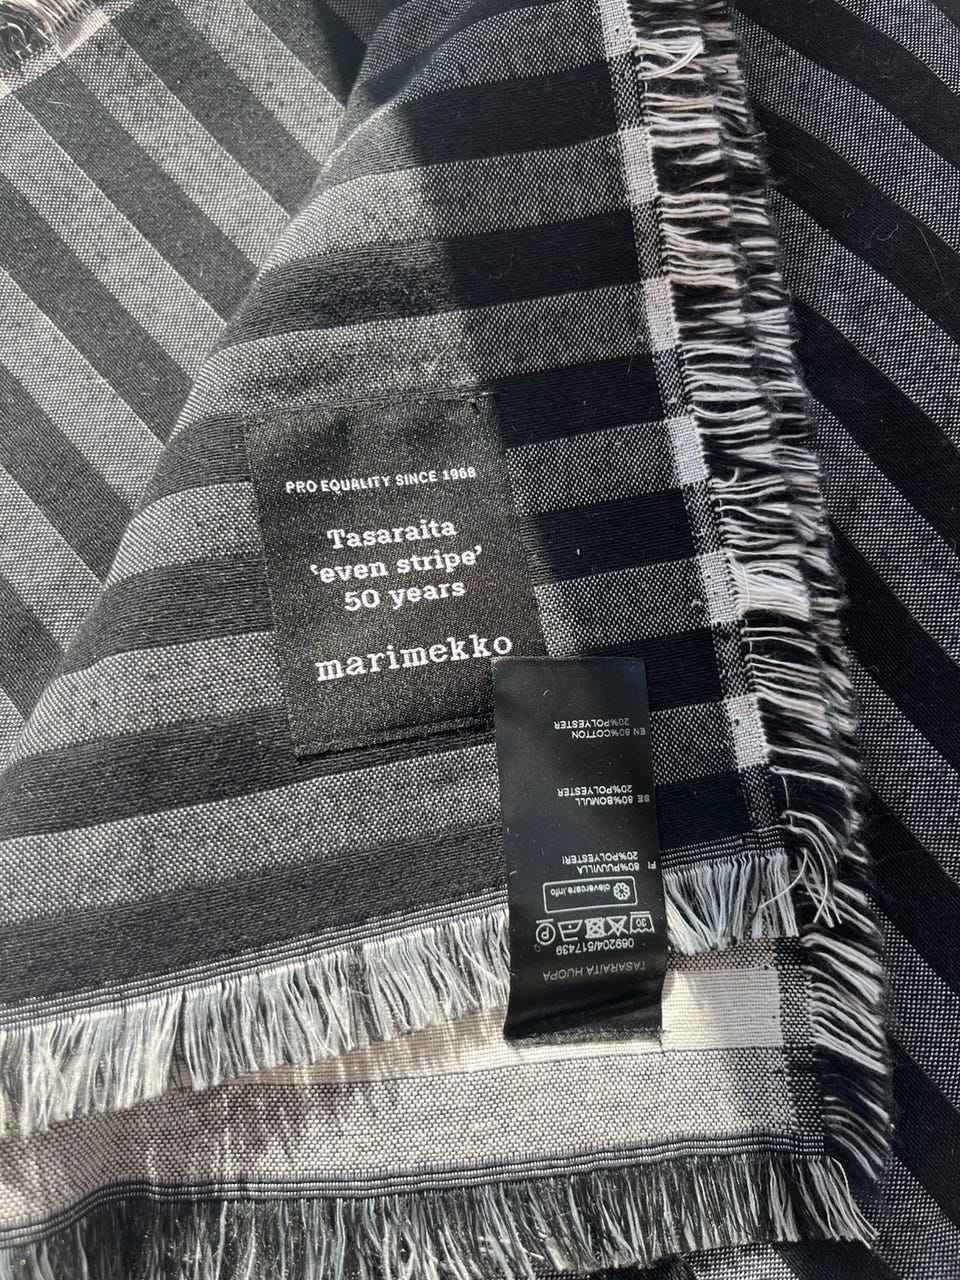 PRO EQUALITY SINCE 1968
Tasaraita
'even stripe'
50 years
marimekko
TASARAITA HUOPA
069204/517439
30
P
clevercare.info
FI 80%PUUVILLA
20%POLYESTERI
SE 80%BOMULL
20%POLYESTER
EN 80%COTTON
20%POLYESTER